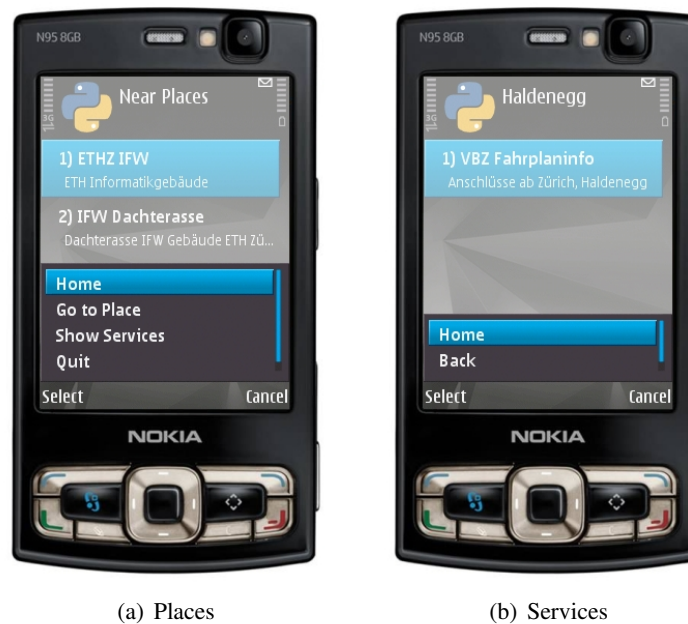 N95 8GB
3G
Near Places
1) ETHZ IFW
ETH Informatikgebäude
2) IFW Dachterasse
Dachterasse IFW Gebäude ETH Zü...
Home
Go to Place
Show Services
Quit
Select Cancel
NOKIA
(a) Places
N95 8GB
3G
Haldenegg
1) VBZ Fahrplaninfo
Anschlüsse ab Zürich, Haldenegg
Home
Back
Select Cancel
NOKIA
(b) Services